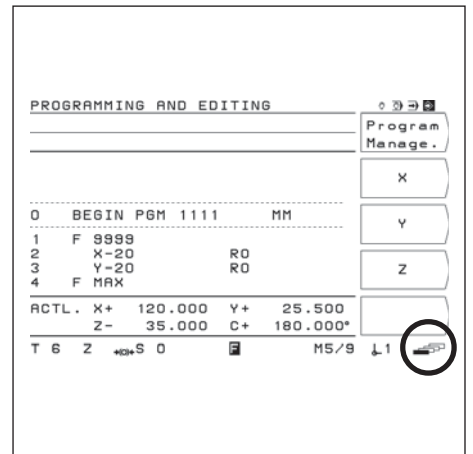 PROGRAMMING AND EDITING
Program
Manage.
X
0 BEGIN PGM 1111 MM
Y
1 F 9999
2 X-20 R0
3 Y-20 R0
Z
4 F MAX
ACTL. X+ 120.000 Y+ 25.500
Z- 35.000 C+ 180.000°
T 6 Z S 0 F M5/9 1